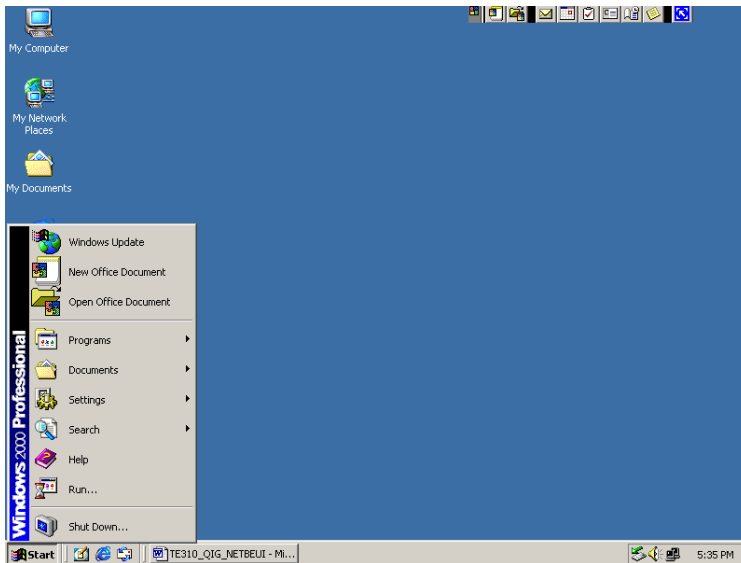 My Computer
My Network
Places
My Documents
Windows Update
New Office Document
Open Office Document
Programs
Documents
Settings
Search
Help
Run...
Shut Down...
Windows 2000 Professional
Start
TE310_QIG_NETBEUI - Mi...
5:35 PM